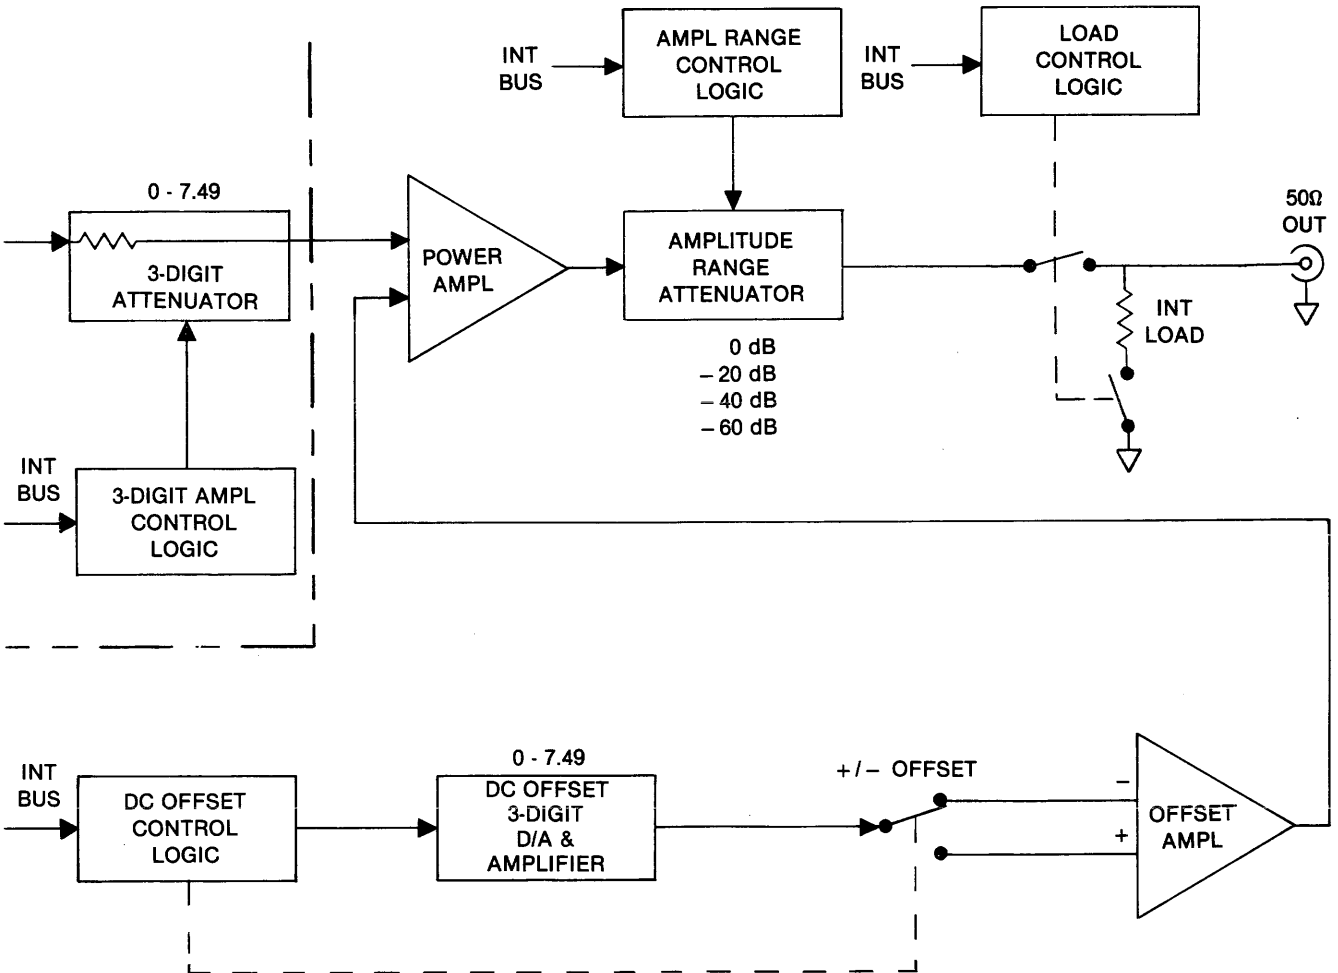 INT
BUS
AMPL RANGE
CONTROL
LOGIC
INT
BUS
LOAD
CONTROL
LOGIC
0 - 7.49
3-DIGIT
ATTENUATOR
POWER
AMPL
AMPLITUDE
RANGE
ATTENUATOR
0 dB
– 20 dB
– 40 dB
– 60 dB
50Ω
OUT
INT
LOAD
INT
BUS
3-DIGIT AMPL
CONTROL
LOGIC
INT
BUS
DC OFFSET
CONTROL
LOGIC
0 - 7.49
DC OFFSET
3-DIGIT
D/A &
AMPLIFIER
+/– OFFSET
–
+
OFFSET
AMPL